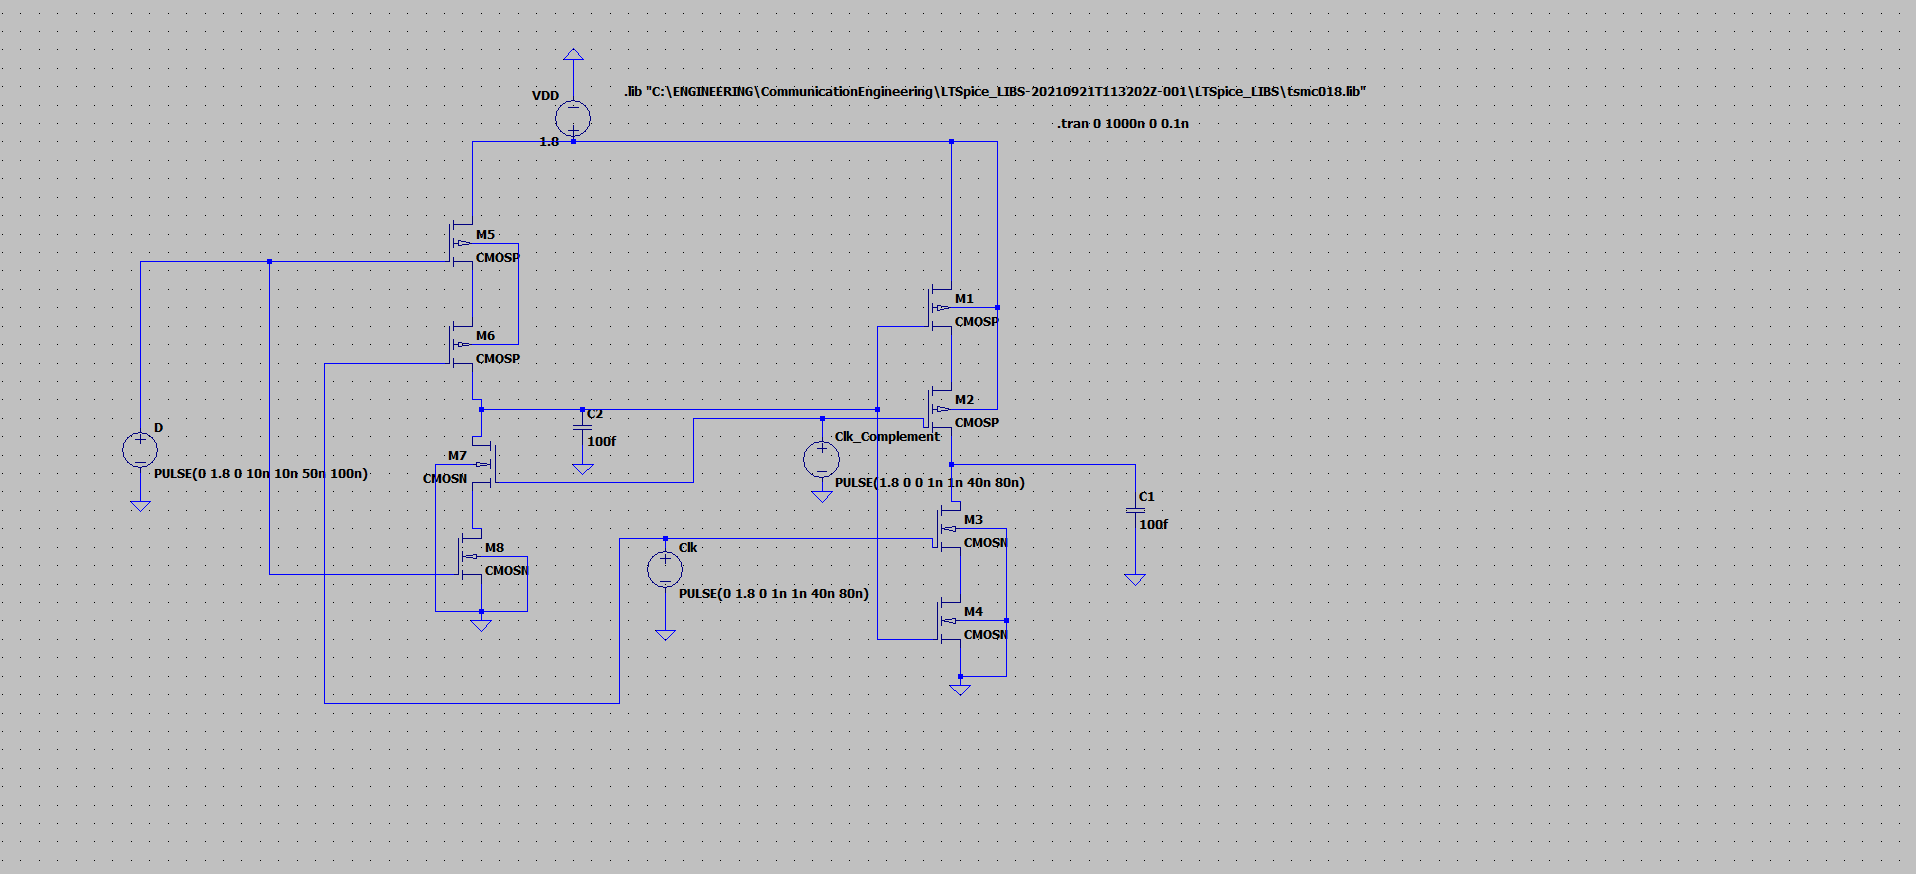 .lib "C:\ENGINEERING\CommunicationEngineering\LTSpice_LIBS-20210921T113202Z-001\LTSpice_LIBS\tsmc018.lib"
VDD
.tran 0 1000n 0 0.1n
1.8
M5
CMOSP
M1
CMOSP
M6
CMOSP
M2
CMOSP
C2
100f
D
PULSE(0 1.8 0 10n 10n 50n 100n)
Clk_Complement
PULSE(1.8 0 0 1n 1n 40n 80n)
M7
CMOSN
C1
100f
M3
CMOSN
M8
CMOSN
Clk
PULSE(0 1.8 0 1n 1n 40n 80n)
M4
CMOSN